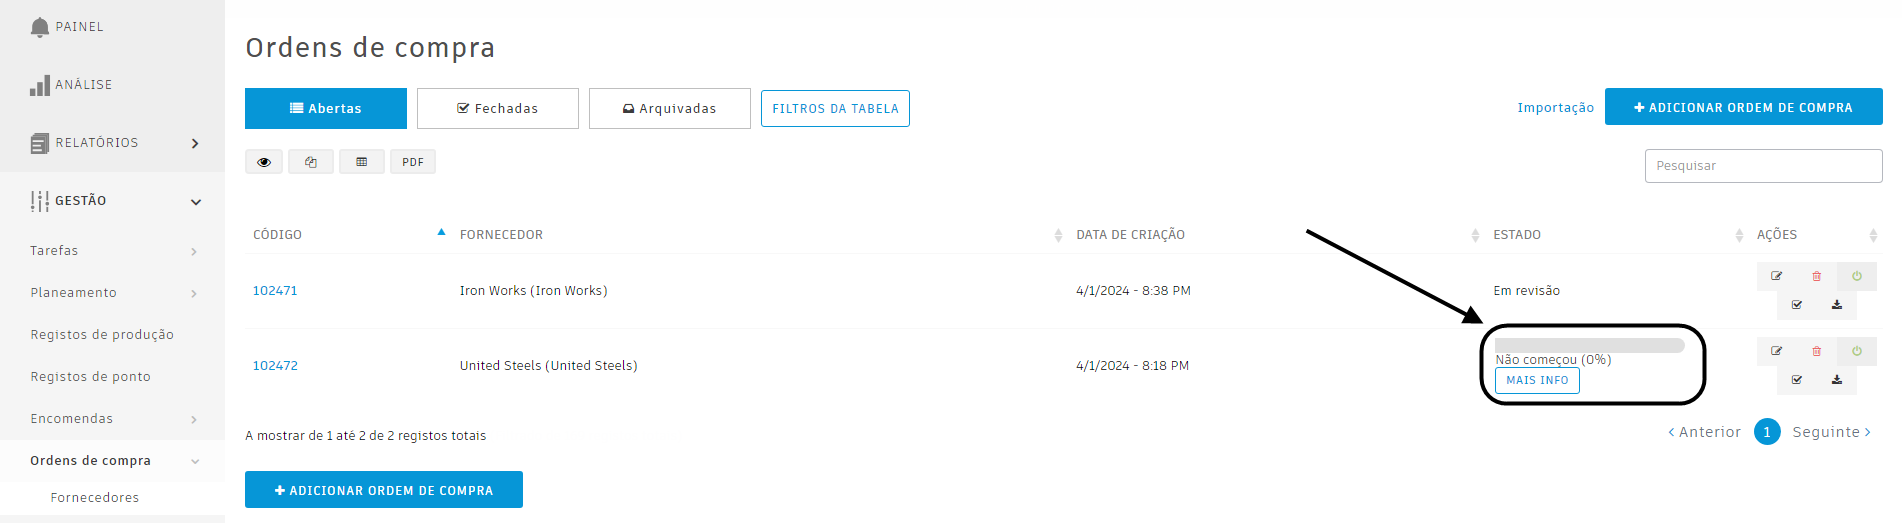 PAINEL
ANÁLISE
RELATÓRIOS
GESTÃO
Tarefas
Planeamento
Registos de produção
Registos de ponto
Encomendas
Ordens de compra
Fornecedores
Ordens de compra
Abertas Fechadas Arquivadas FILTROS DA TABELA Importação ADICIONAR ORDEM DE COMPRA
PDF Pesquisar
CÓDIGO FORNECEDOR DATA DE CRIAÇÃO ESTADO AÇÕES
102471 Iron Works (Iron Works) 4/1/2024 - 8:38 PM Em revisão
102472 United Steels (United Steels) 4/1/2024 - 8:18 PM Não começou (0%)
MAIS INFO
A mostrar de 1 até 2 de 2 registos totais
Anterior 1 Seguinte
ADICIONAR ORDEM DE COMPRA